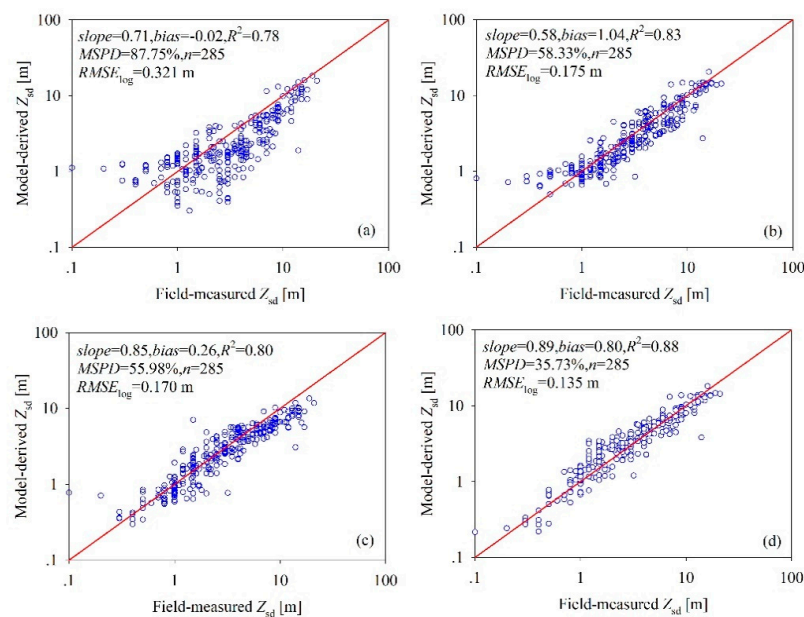 slope=0.71,bias=-0.02,R²=0.78
MSPD=87.75%,n=285
RMSElog=0.321 m
100
10
1
.1
Model-derived Zsd [m]
(a)
.1 1 10 100
Field-measured Zsd [m]
slope=0.58,bias=1.04,R²=0.83
MSPD=58.33%,n=285
RMSElog=0.175 m
100
10
1
.1
Model-derived Zsd [m]
(b)
.1 1 10 100
Field-measured Zsd [m]
slope=0.85,bias=0.26,R²=0.80
MSPD=55.98%,n=285
RMSElog=0.170 m
100
10
1
.1
Model-derived Zsd [m]
(c)
.1 1 10 100
Field-measured Zsd [m]
slope=0.89,bias=0.80,R²=0.88
MSPD=35.73%,n=285
RMSElog=0.135 m
100
10
1
.1
Model-derived Zsd [m]
(d)
.1 1 10 100
Field-measured Zsd [m]